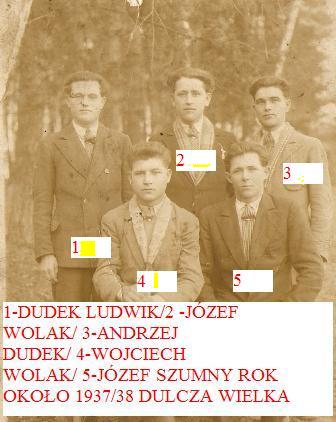 2
3
1
4
5
1-DUDEK LUDWIK/2 -JÓZEF
WOLAK/ 3-ANDRZEJ
DUDEK/ 4-WOJCIECH
WOLAK/ 5-JÓZEF SZUMNY ROK
OKOŁO 1937/38 DULCZA WIELKA